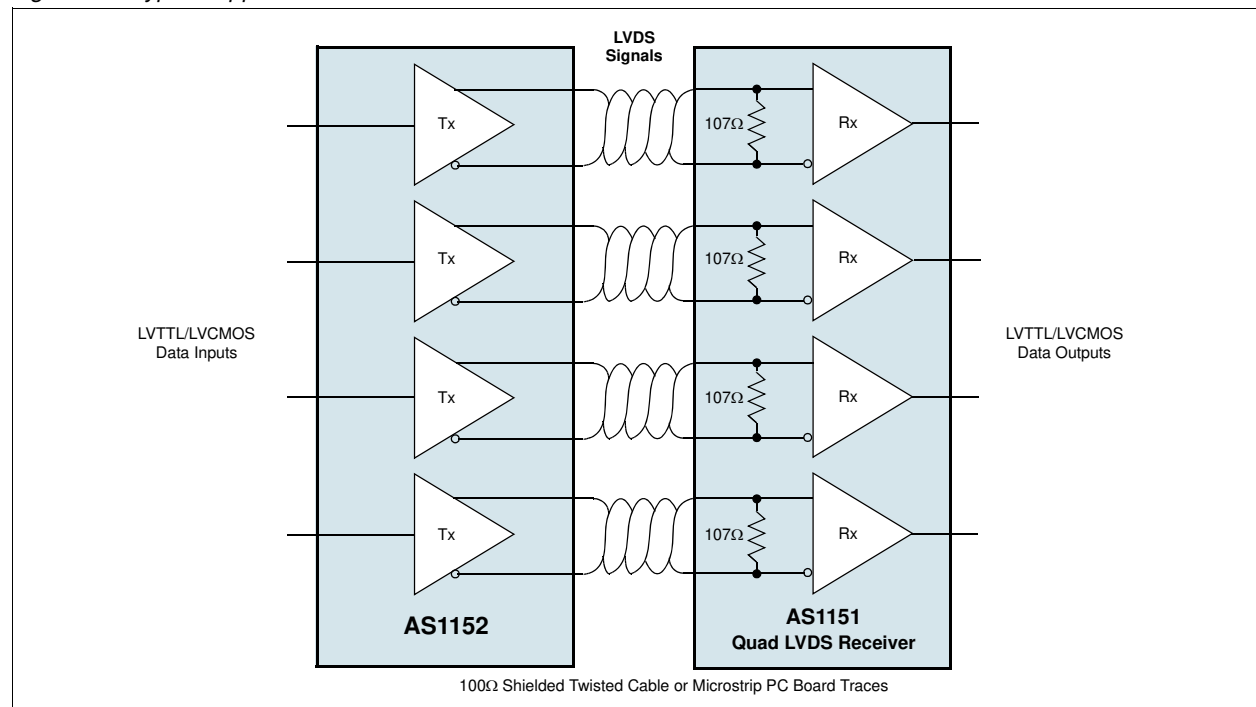 LVDS
Signals
Tx
107Ω
Rx
Tx
107Ω
Rx
LVTTL/LVCMOS
Data Inputs
LVTTL/LVCMOS
Data Outputs
Tx
107Ω
Rx
Tx
107Ω
Rx
AS1152
AS1151
Quad LVDS Receiver
100Ω Shielded Twisted Cable or Microstrip PC Board Traces